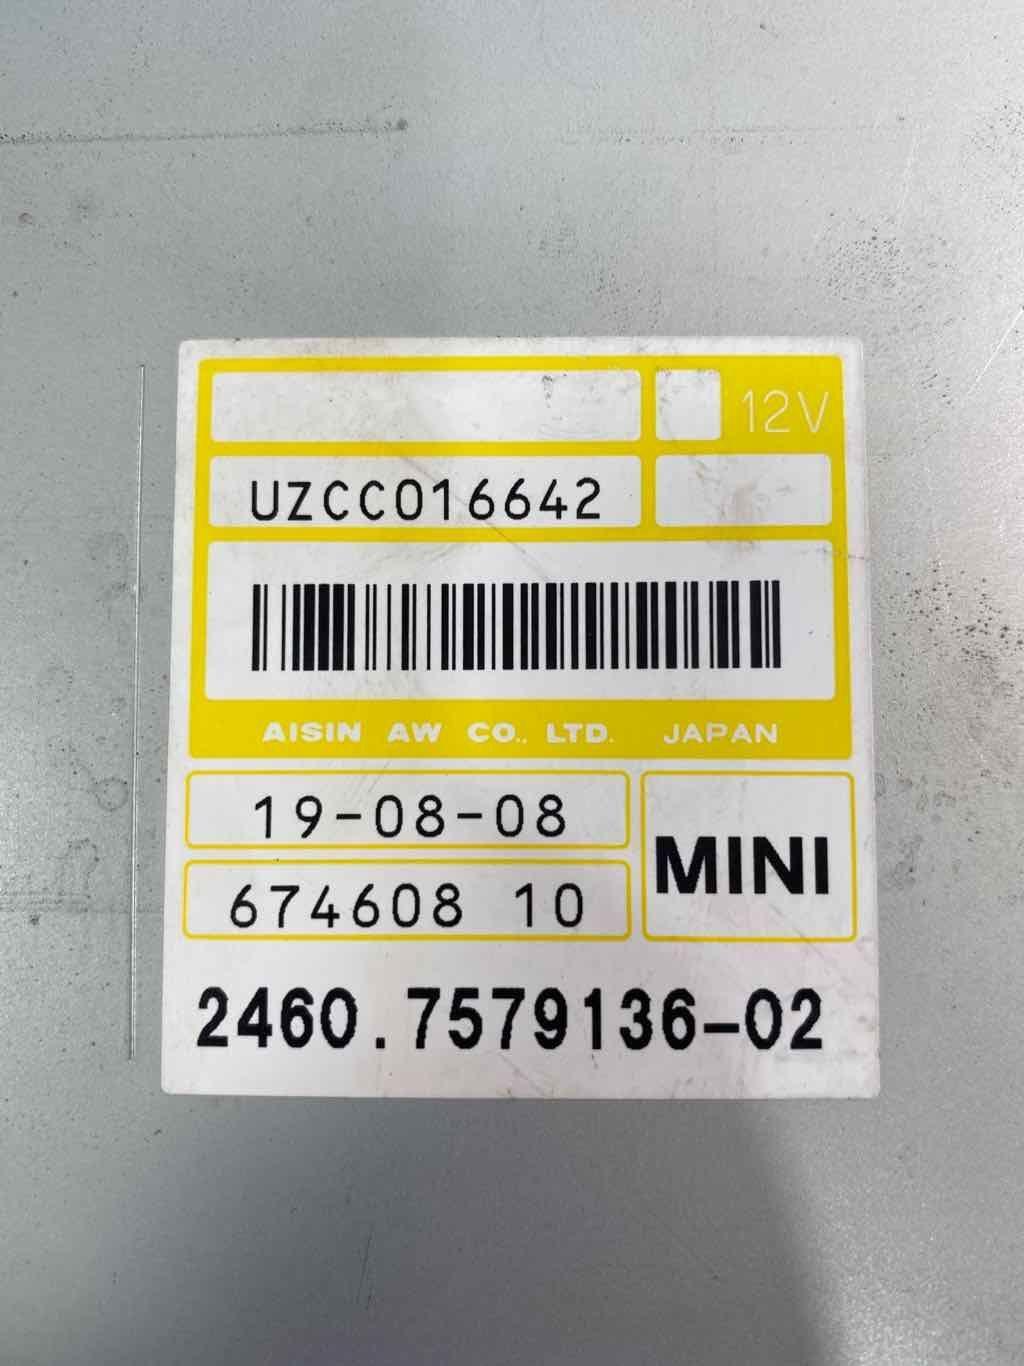 12V
UZCC016642
AISIN AW CO., LTD. JAPAN
19-08-08
674608 10
MINI
2460.7579136-02